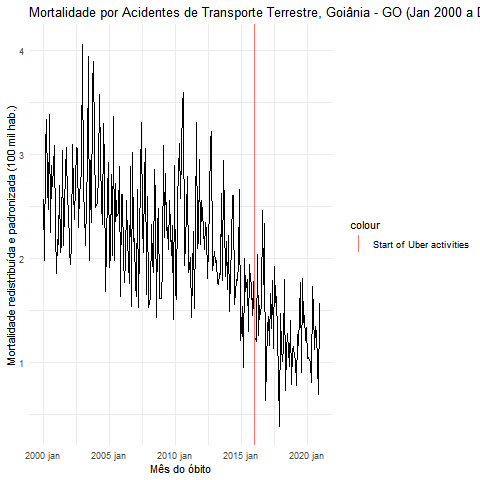 Mortalidade por Acidentes de Transporte Terrestre, Goiânia - GO (Jan 2000 a D
Mortalidade redistribuída e padronizada (100 mil hab.)
4
3
2
1
2000 jan 2005 jan 2010 jan 2015 jan 2020 jan
Mês do óbito
colour
Start of Uber activities